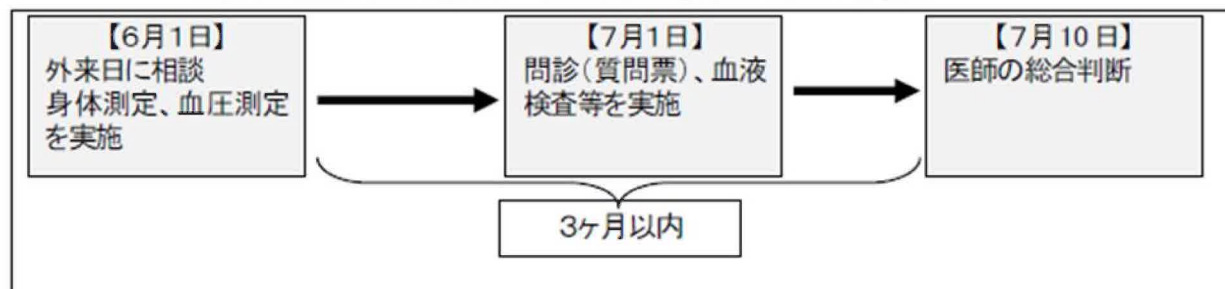 【6月1日】
外来日に相談
身体測定、血圧測定
を実施
【7月1日】
問診(質問票)、血液
検査等を実施
【7月10日】
医師の総合判断
3ヶ月以内